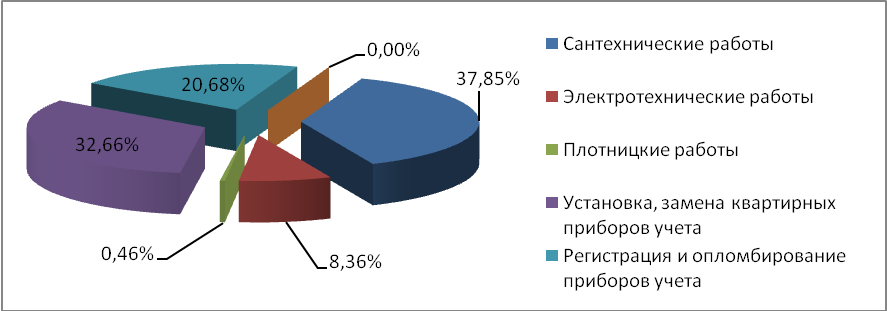 0,00%
37,85%
20,68%
32,66%
0,46%
8,36%
Сантехнические работы
Электротехнические работы
Плотницкие работы
Установка, замена квартирных
приборов учета
Регистрация и опломбирование
приборов учета